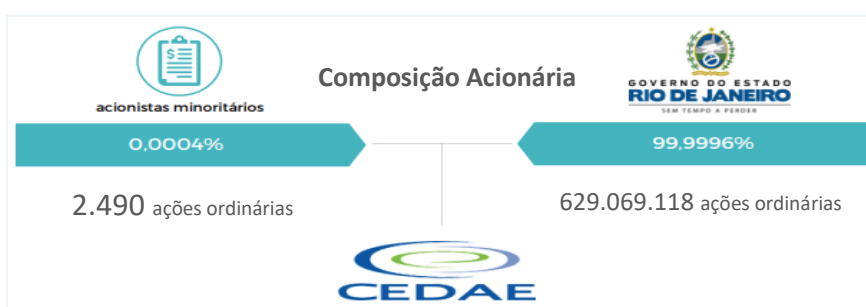 Composição Acionária
acionistas minoritários
0,0004%
2.490 ações ordinárias
GOVERNO DO ESTADO
RIO DE JANEIRO
SEM TEMPO A PERDER
99,9996%
629.069.118 ações ordinárias
CEDAE